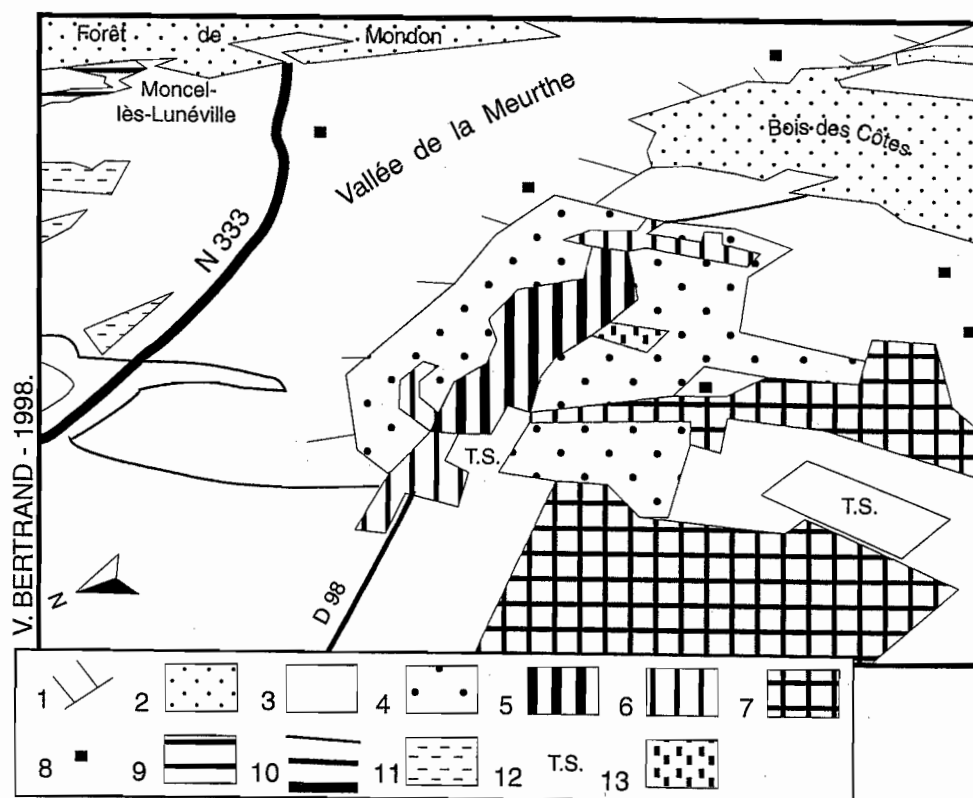 Forêt de Mondon
Moncel-
lès-Lunéville
Vallée de la Meurthe
Bois des Côtes
N 333
T.S.
T.S.
D 98
N
V. BERTRAND - 1998.
1 2 3 4 5 6 7
8 9 10 11 12 T.S. 13